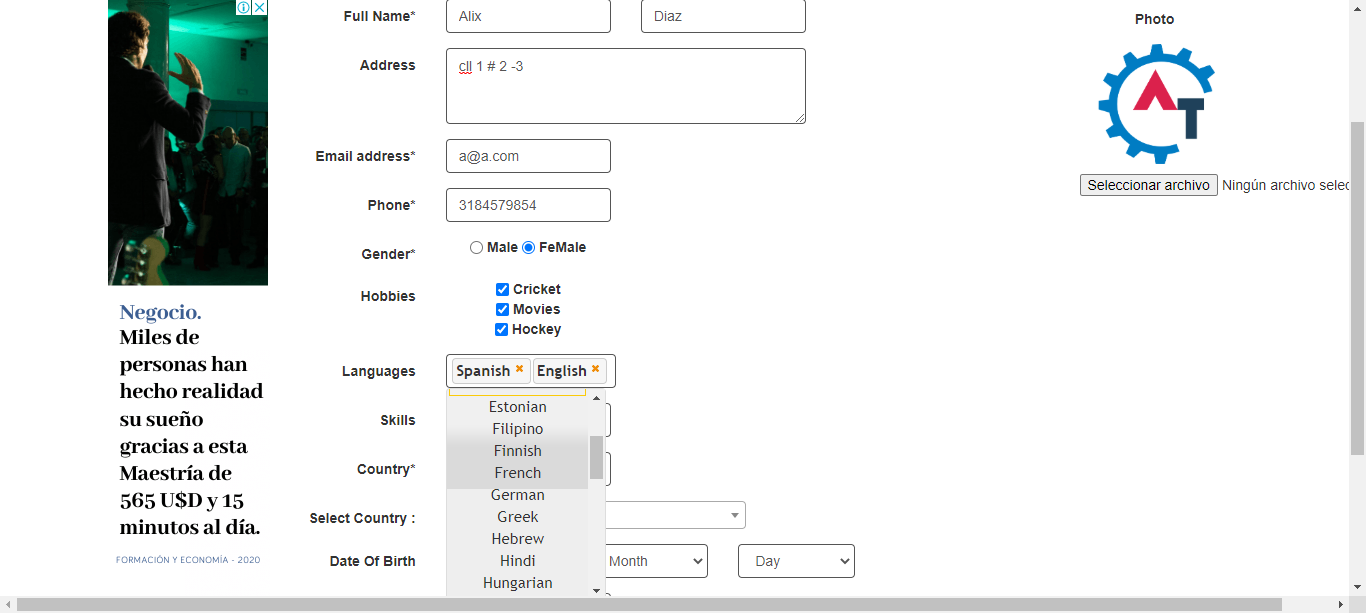 Full Name* Alix Diaz
Photo
Address cll 1 # 2 -3
AT
Email address* a@a.com
Seleccionar archivo Ningún archivo selec
Phone* 3184579854
Gender* Male FeMale
Hobbies Cricket
Movies
Hockey
Languages Spanish English
Estonian
Skills
Filipino
Finnish
Country* French
German
Select Country : Greek
Hebrew
Date Of Birth Hindi Month Day
Hungarian
Negocio.
Miles de
personas han
hecho realidad
su sueño
gracias a esta
Maestría de
565 U$D y 15
minutos al día.
FORMACIÓN Y ECONOMÍA - 2020